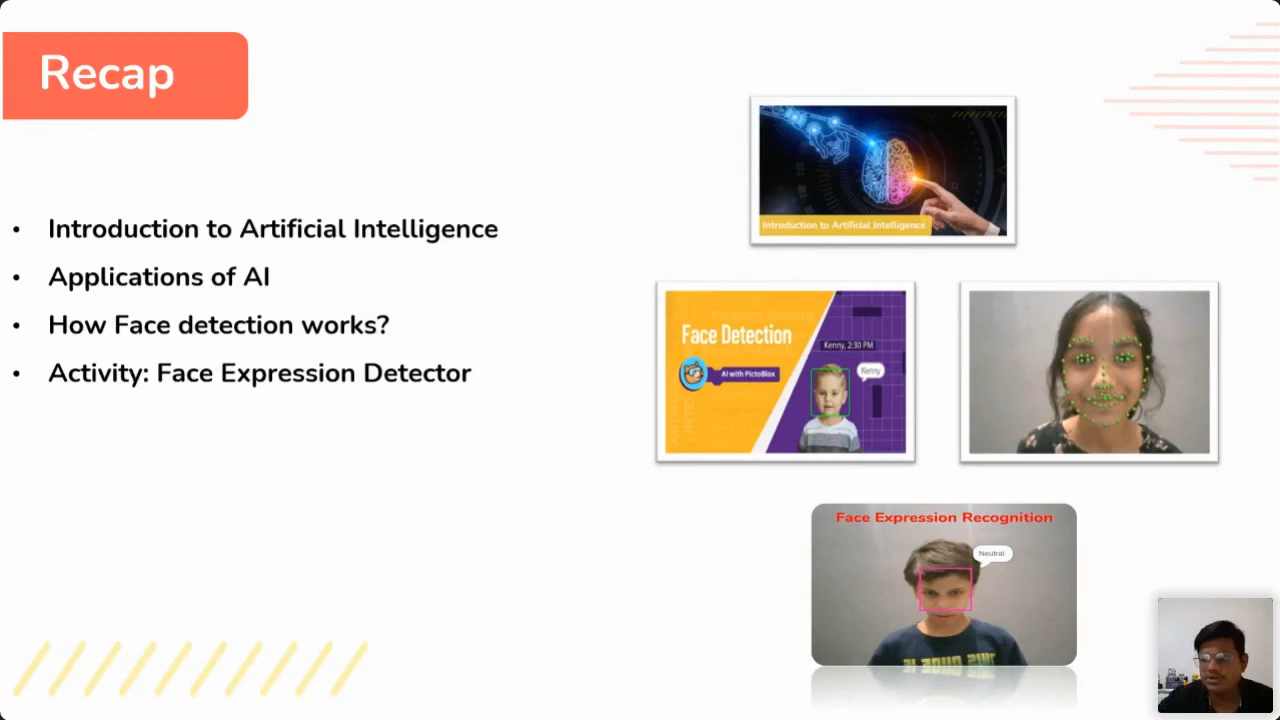 Recap
• Introduction to Artificial Intelligence
• Applications of AI
• How Face detection works?
• Activity: Face Expression Detector
Introduction to Artificial Intelligence
Face Detection
AI with PictoBlox
Kenny, 2:30 PM
Kenny
Face Expression Recognition
Neutral